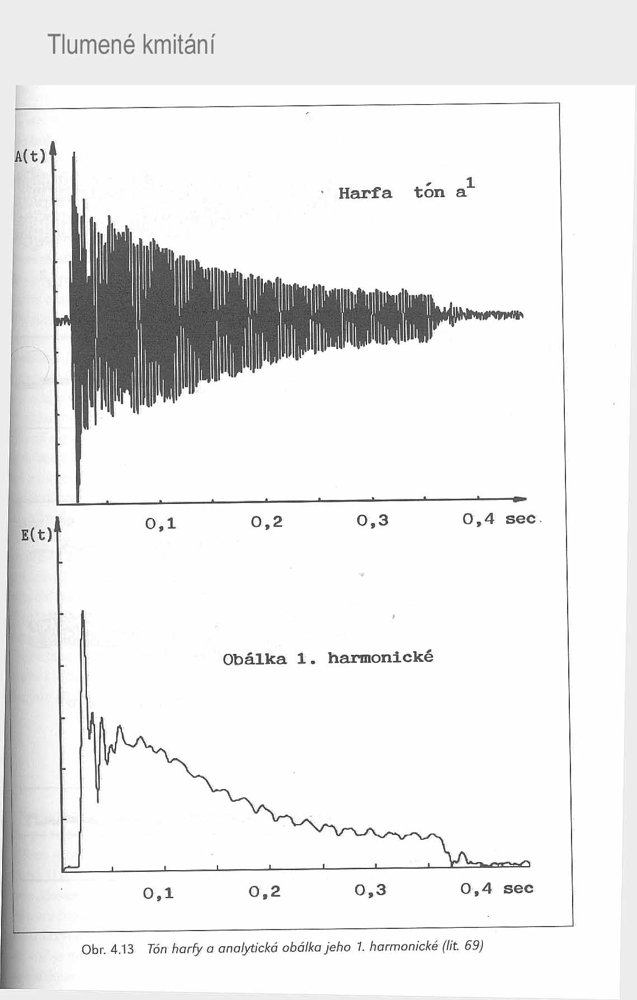 Tlumené kmitání
A(t)
Harfa tón a¹
0,1 0,2 0,3 0,4 sec.
E(t)
Obálka 1. harmonické
0,1 0,2 0,3 0,4 sec
Obr. 4.13 Tón harfy a analytická obálka jeho 1. harmonické (lit. 69)